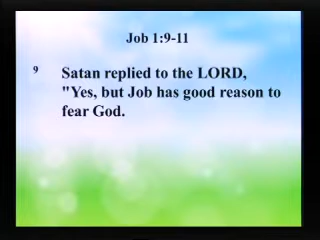 Job 1:9-11
9 Satan replied to the LORD,
"Yes, but Job has good reason to
fear God.